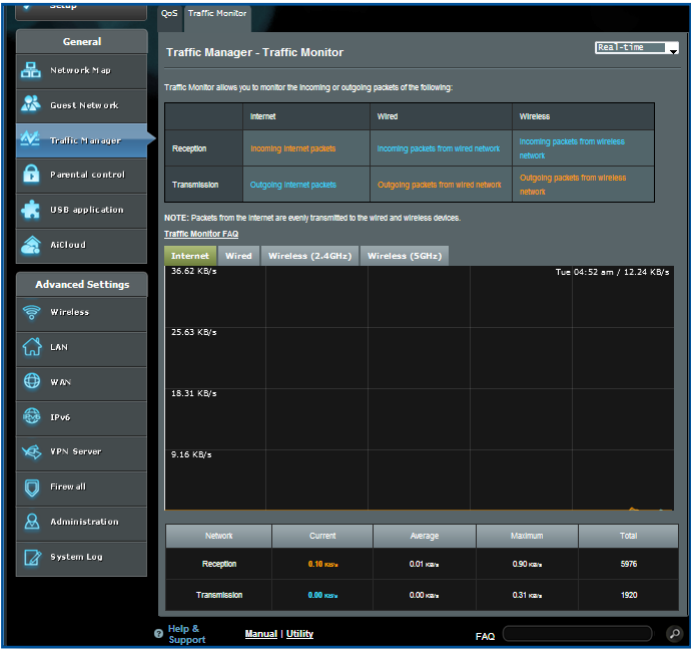 Setup
QoS Traffic Monitor
General
Network Map
Guest Network
Traffic Manager
Parental control
USB application
AiCloud
Advanced Settings
Wireless
LAN
WAN
IPv6
VPN Server
Firewall
Administration
System Log
Traffic Manager - Traffic Monitor
Real-time
Traffic Monitor allows you to monitor the incoming or outgoing packets of the following:
Internet Wired Wireless
Reception Incoming Internet packets Incoming packets from wired network Incoming packets from wireless network
Transmission Outgoing Internet packets Outgoing packets from wired network Outgoing packets from wireless network
NOTE: Packets from the Internet are evenly transmitted to the wired and wireless devices.
Traffic Monitor FAQ
Internet Wired Wireless (2.4GHz) Wireless (5GHz)
36.62 KB/s Tue 04:52 am / 12.24 KB/s
25.63 KB/s
18.31 KB/s
9.16 KB/s
Network Current Average Maximum Total
Reception 0.10 KB/s 0.01 KB/s 0.90 KB/s 5976
Transmission 0.00 KB/s 0.00 KB/s 0.31 KB/s 1920
Help & Support Manual | Utility FAQ